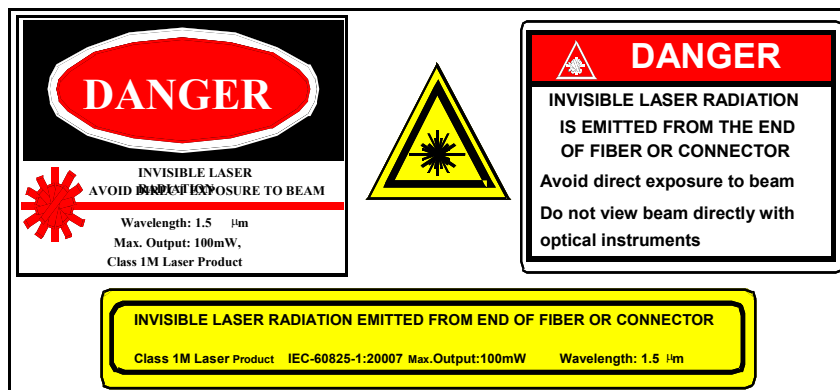 DANGER
INVISIBLE LASER
RADIATION
AVOID DIRECT EXPOSURE TO BEAM
Wavelength: 1.5 μm
Max. Output: 100mW,
Class 1M Laser Product
DANGER
INVISIBLE LASER RADIATION
IS EMITTED FROM THE END
OF FIBER OR CONNECTOR
Avoid direct exposure to beam
Do not view beam directly with
optical instruments
INVISIBLE LASER RADIATION EMITTED FROM END OF FIBER OR CONNECTOR
Class 1M Laser Product IEC-60825-1:20007 Max.Output:100mW Wavelength: 1.5 μm